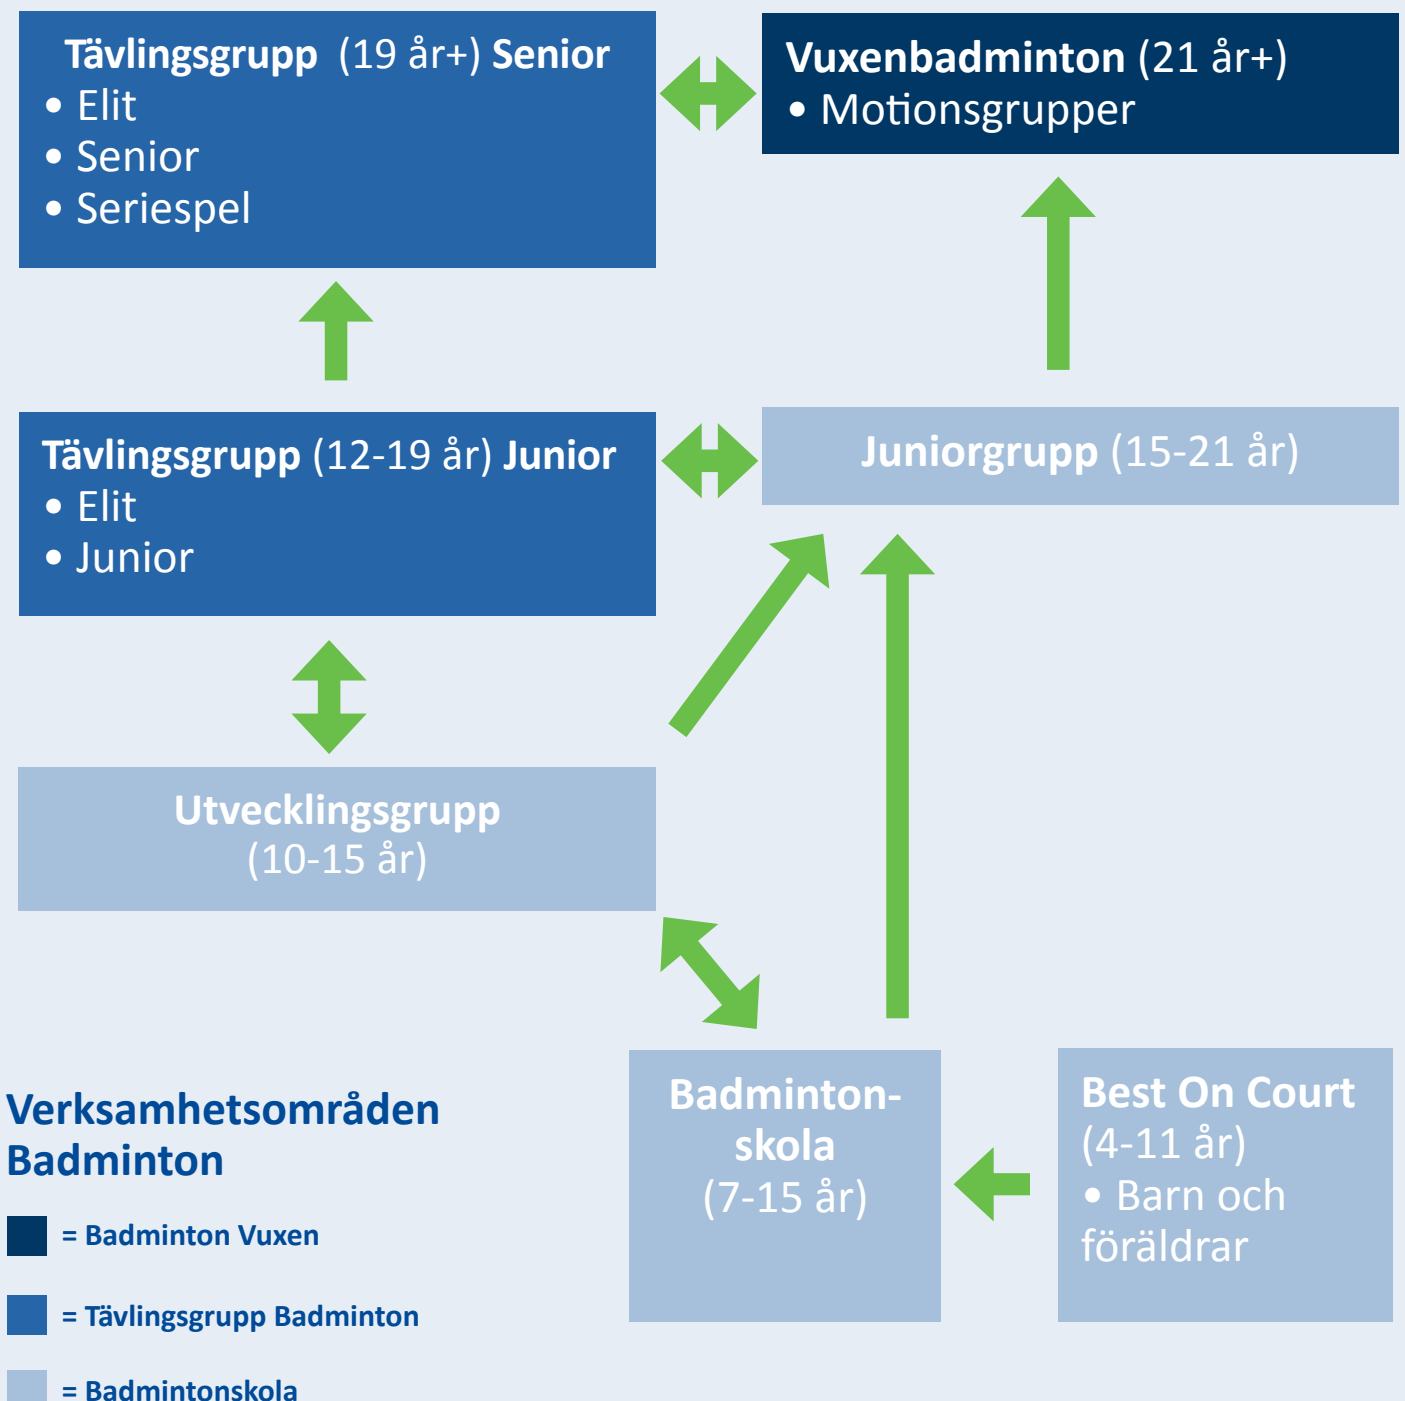 Tävlingsgrupp (19 år+) Senior
• Elit
• Senior
• Seriespel
Vuxenbadminton (21 år+)
• Motionsgrupper
Tävlingsgrupp (12-19 år) Junior
• Elit
• Junior
Juniorgrupp (15-21 år)
Utvecklingsgrupp
(10-15 år)
Badminton-
skola
(7-15 år)
Best On Court
(4-11 år)
• Barn och
föräldrar
Verksamhetsområden
Badminton
= Badminton Vuxen
= Tävlingsgrupp Badminton
= Badmintonskola